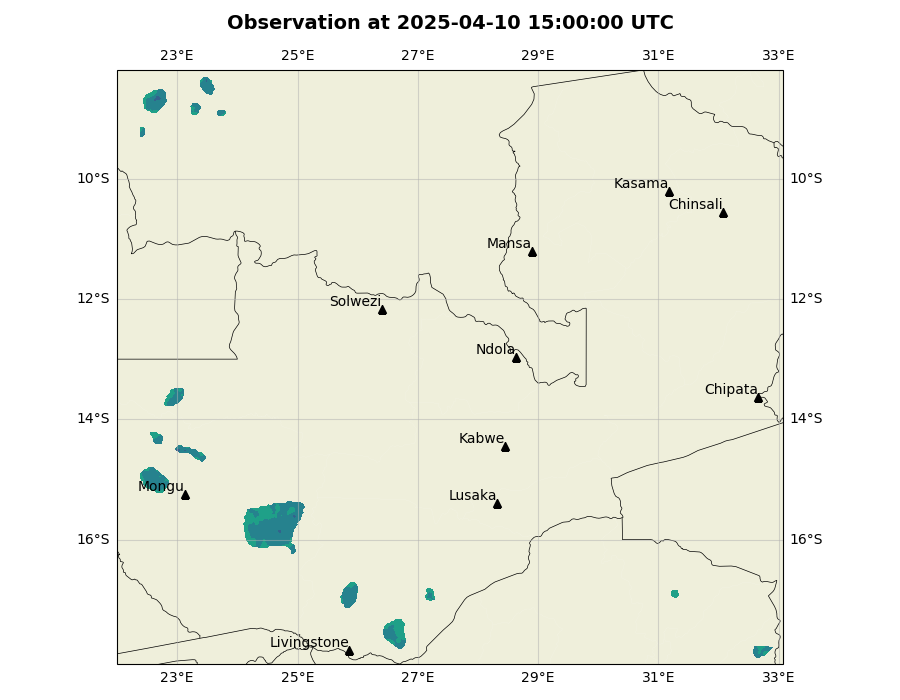 Observation at 2025-04-10 15:00:00 UTC
23°E 25°E 27°E 29°E 31°E 33°E
10°S 10°S
Kasama
Chinsali
Mansa
12°S 12°S
Solwezi
Ndola
Chipata
14°S 14°S
Kabwe
Mongu
Lusaka
16°S 16°S
Livingstone
23°E 25°E 27°E 29°E 31°E 33°E